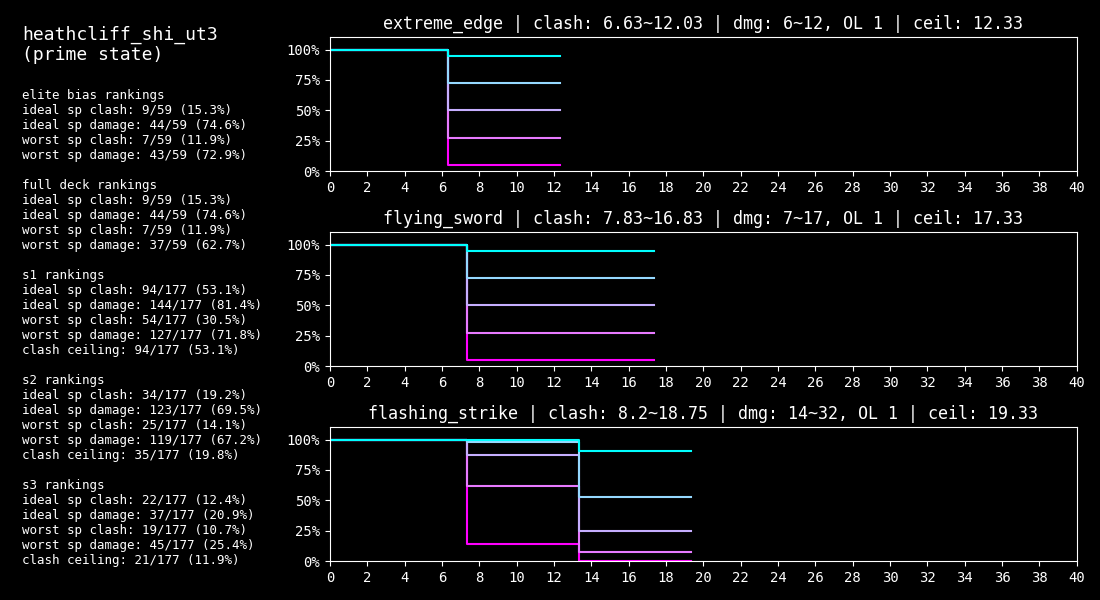 heathcliff_shi_ut3
(prime state)
elite bias rankings
ideal sp clash: 9/59 (15.3%)
ideal sp damage: 44/59 (74.6%)
worst sp clash: 7/59 (11.9%)
worst sp damage: 43/59 (72.9%)
full deck rankings
ideal sp clash: 9/59 (15.3%)
ideal sp damage: 44/59 (74.6%)
worst sp clash: 7/59 (11.9%)
worst sp damage: 37/59 (62.7%)
s1 rankings
ideal sp clash: 94/177 (53.1%)
ideal sp damage: 144/177 (81.4%)
worst sp clash: 54/177 (30.5%)
worst sp damage: 127/177 (71.8%)
clash ceiling: 94/177 (53.1%)
s2 rankings
ideal sp clash: 34/177 (19.2%)
ideal sp damage: 123/177 (69.5%)
worst sp clash: 25/177 (14.1%)
worst sp damage: 119/177 (67.2%)
clash ceiling: 35/177 (19.8%)
s3 rankings
ideal sp clash: 22/177 (12.4%)
ideal sp damage: 37/177 (20.9%)
worst sp clash: 19/177 (10.7%)
worst sp damage: 45/177 (25.4%)
clash ceiling: 21/177 (11.9%)
extreme_edge | clash: 6.63~12.03 | dmg: 6~12, OL 1 | ceil: 12.33
100%
75%
50%
25%
0%
0 2 4 6 8 10 12 14 16 18 20 22 24 26 28 30 32 34 36 38 40
flying_sword | clash: 7.83~16.83 | dmg: 7~17, OL 1 | ceil: 17.33
100%
75%
50%
25%
0%
0 2 4 6 8 10 12 14 16 18 20 22 24 26 28 30 32 34 36 38 40
flashing_strike | clash: 8.2~18.75 | dmg: 14~32, OL 1 | ceil: 19.33
100%
75%
50%
25%
0%
0 2 4 6 8 10 12 14 16 18 20 22 24 26 28 30 32 34 36 38 40